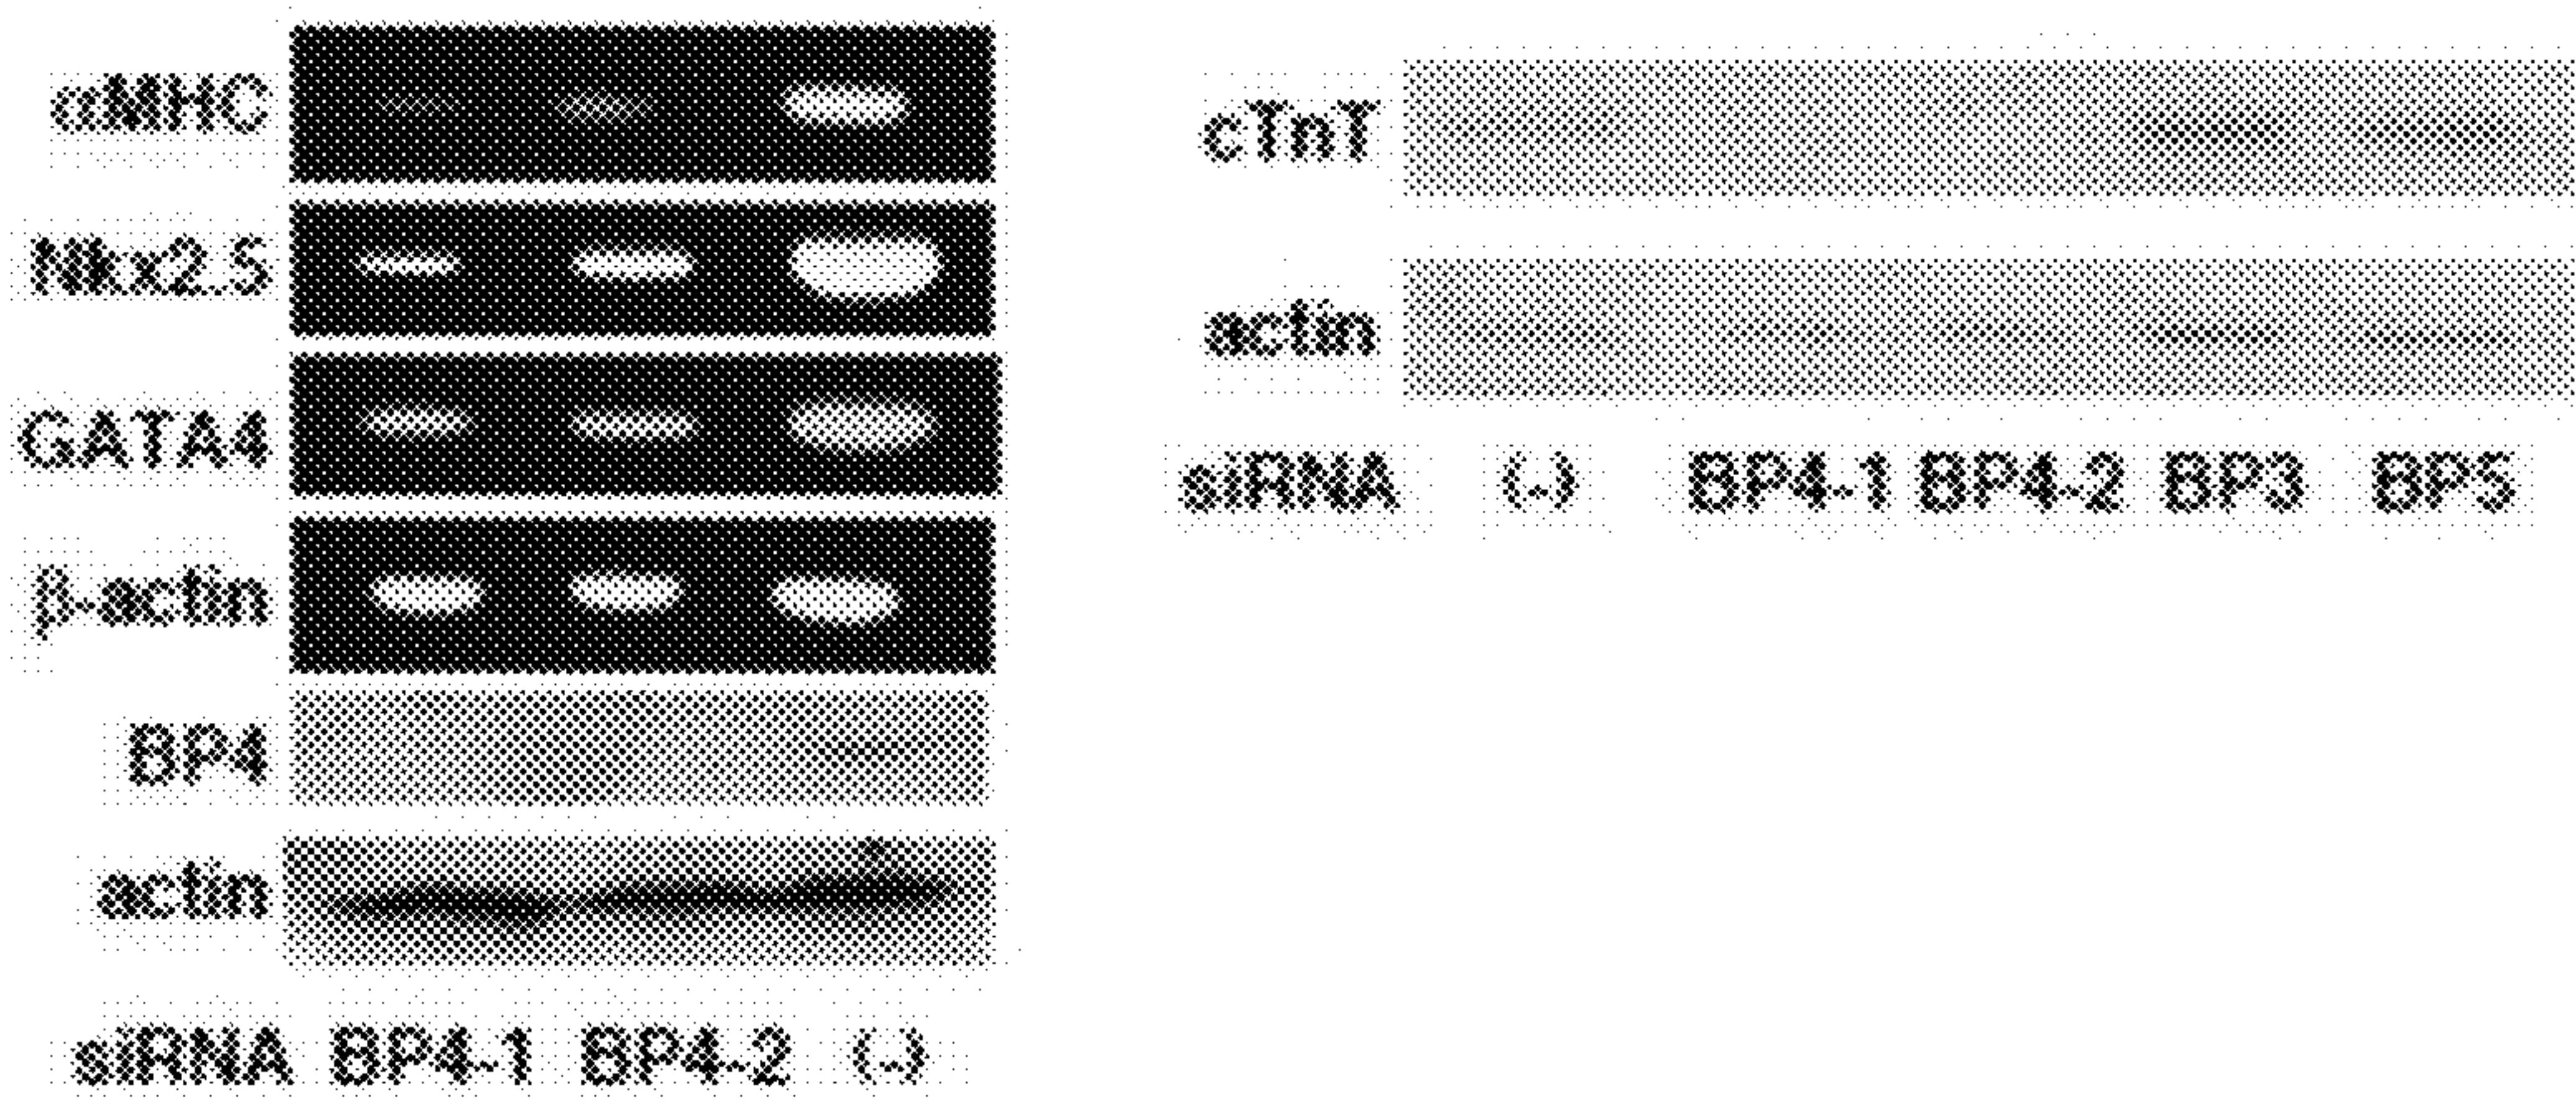 αMHC
Nkx2.5
GATA4
β-actin
BP4
actin
siRNA BP4-1 BP4-2 (-)
cTnT
actin
siRNA (-) BP4-1 BP4-2 BP3 BP5